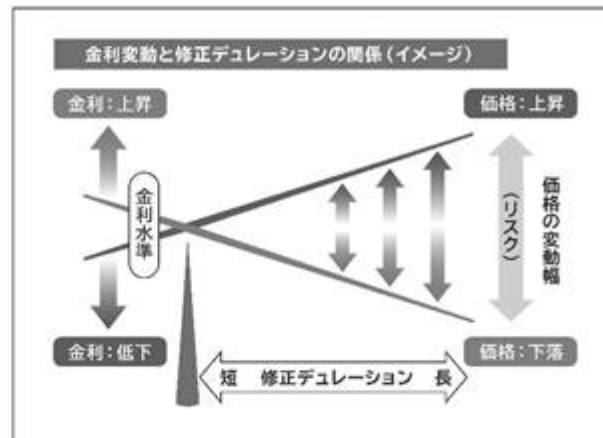 金利変動と修正デュレーションの関係（イメージ）
金利：上昇
価格：上昇
金利水準
価格の変動幅
（リスク）
金利：低下
短 修正デュレーション 長
価格：下落